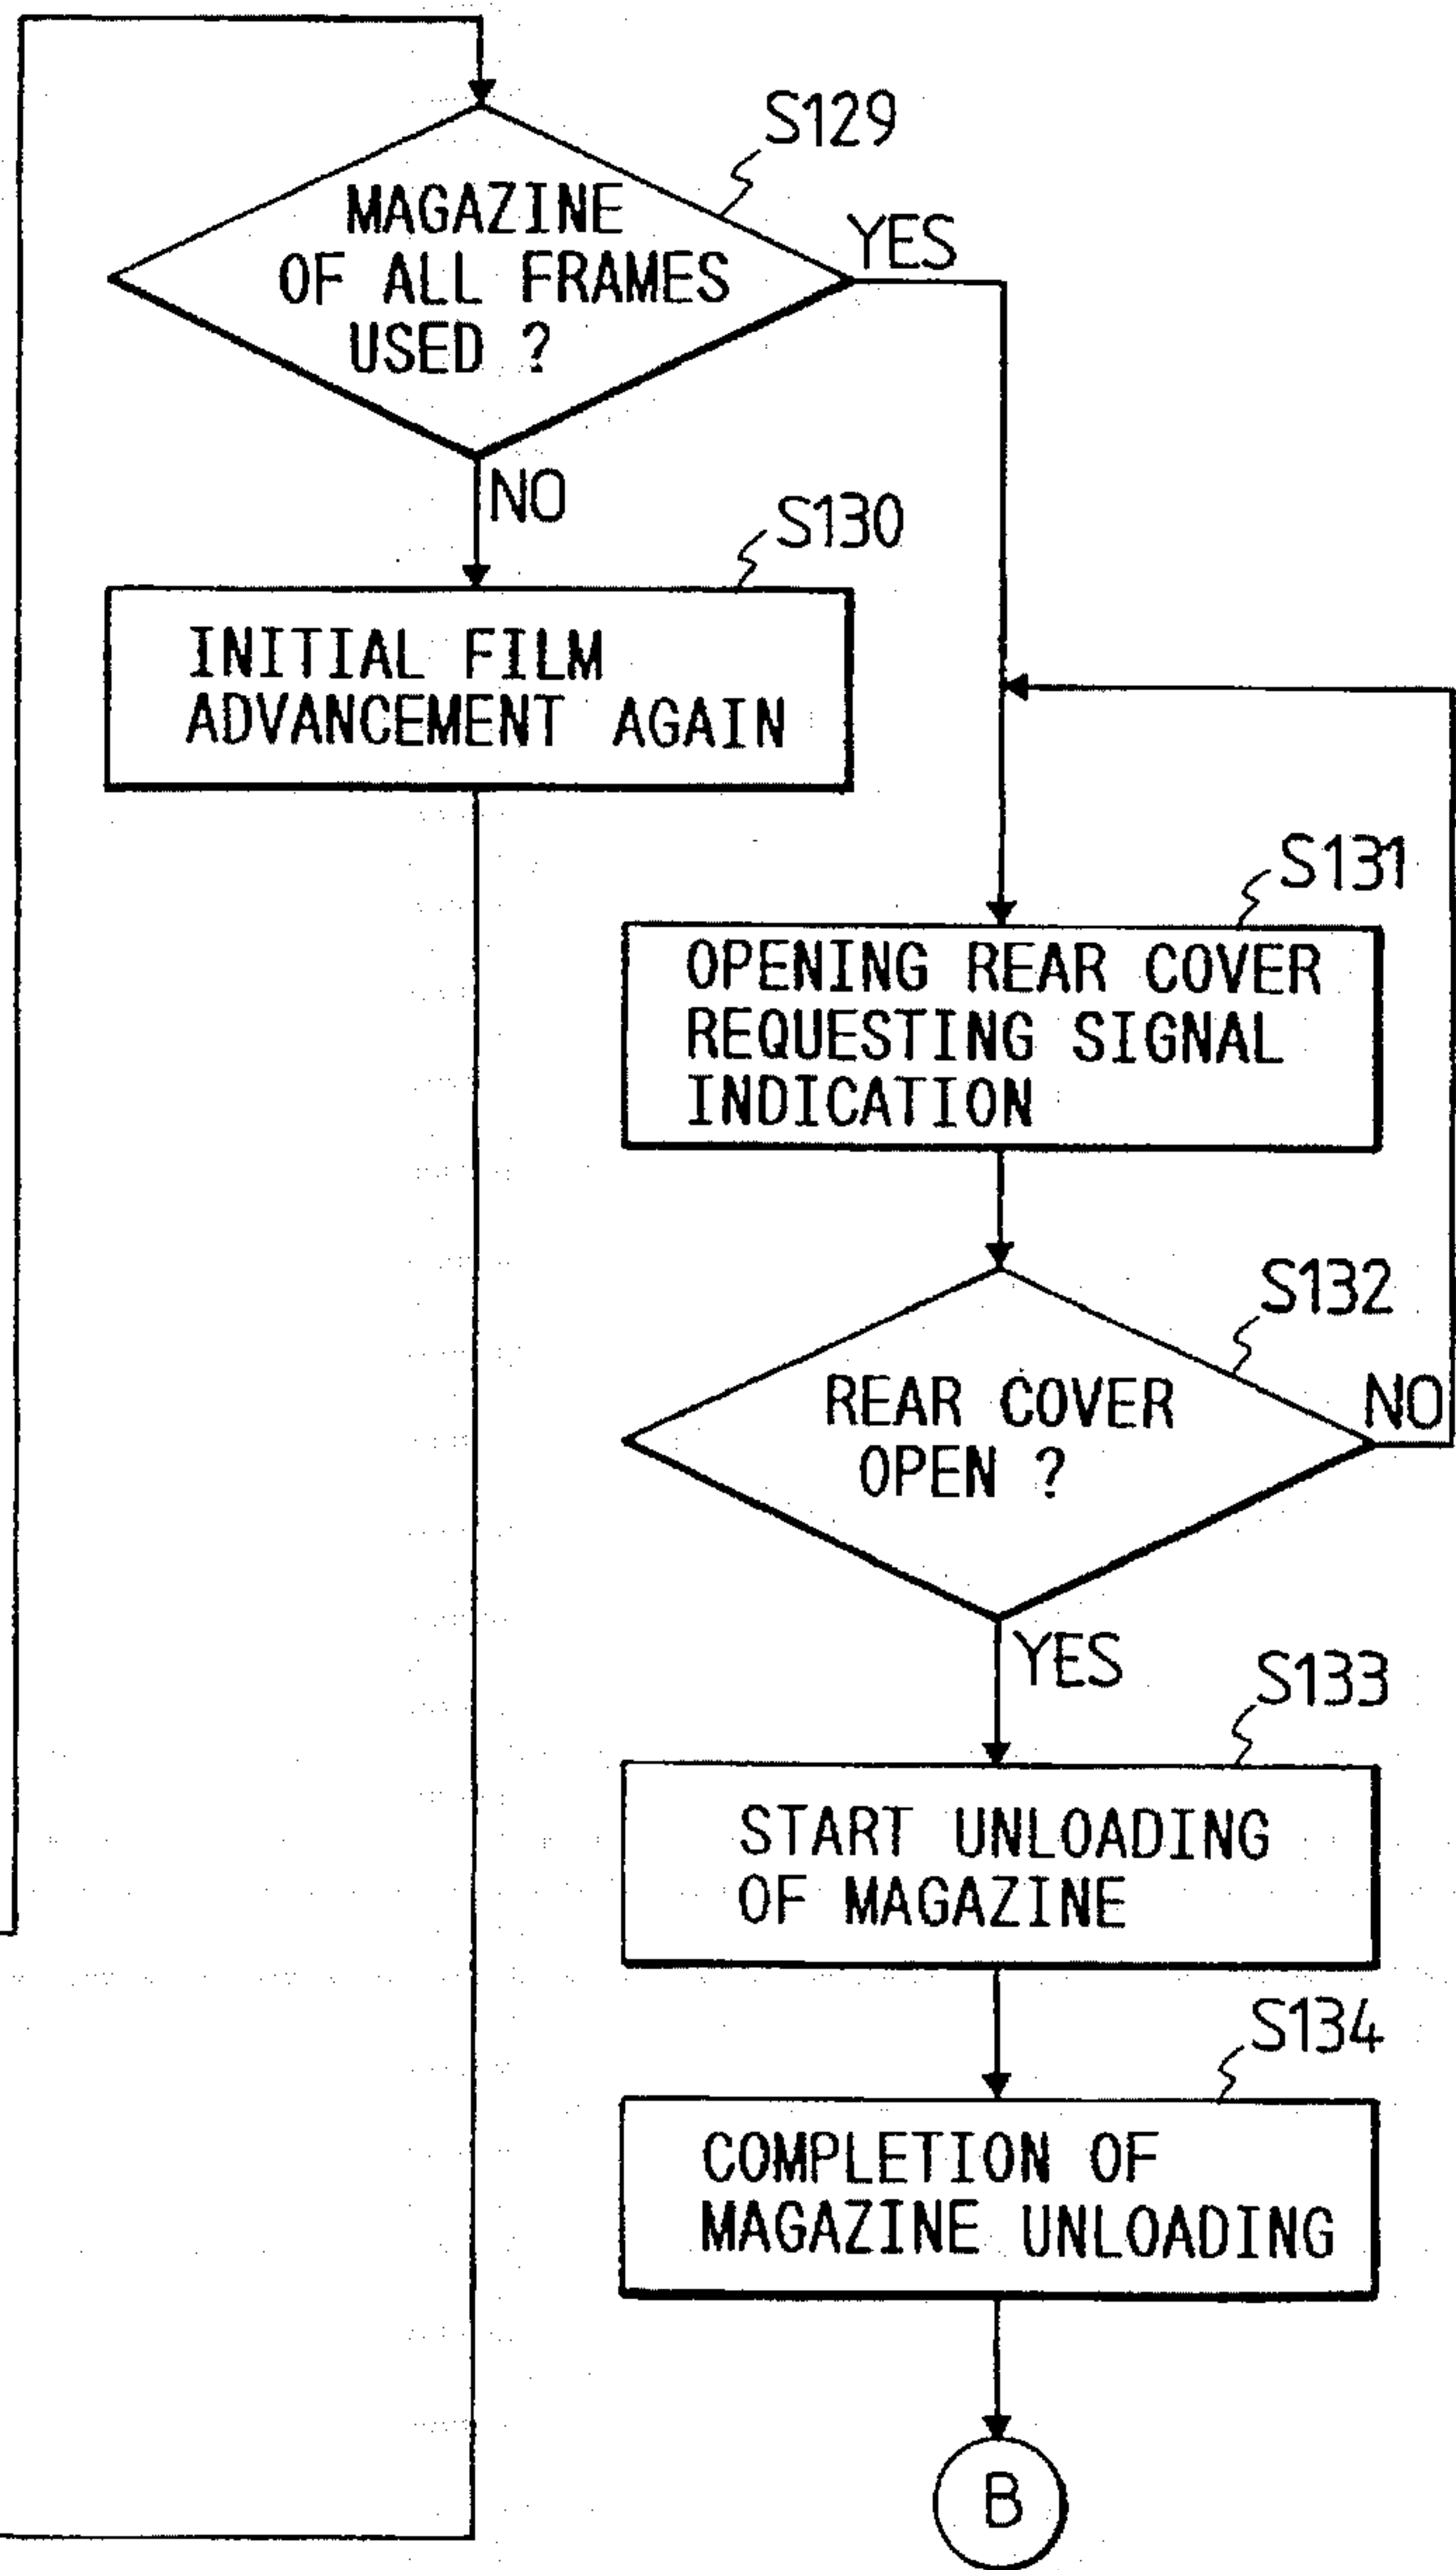 S129
MAGAZINE
OF ALL FRAMES
USED ?
YES
NO
S130
INITIAL FILM
ADVANCEMENT AGAIN
S131
OPENING REAR COVER
REQUESTING SIGNAL
INDICATION
S132
REAR COVER
OPEN ?
NO
YES
S133
START UNLOADING
OF MAGAZINE
S134
COMPLETION OF
MAGAZINE UNLOADING
B